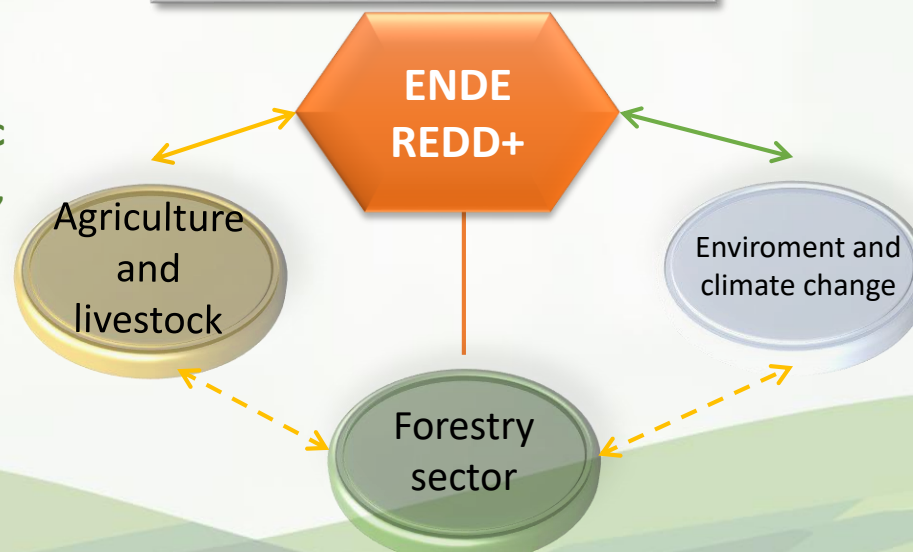 ENDE
REDD+
Agriculture
and
livestock
Enviroment and
climate change
Forestry
sector